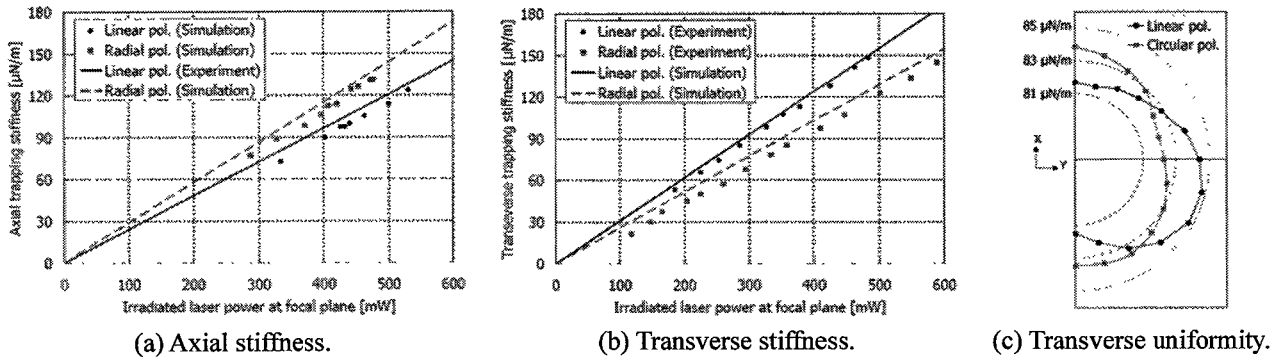 Axial trapping stiffness [µN/m]
180
150
120
90
60
30
0
Linear pol. (Simulation)
Radial pol. (Simulation)
Linear pol. (Experiment)
Radial pol. (Simulation)
0 100 200 300 400 500 600
Irradiated laser power at focal plane [mW]
(a) Axial stiffness.
Transeverse trapping stiffness [µN/m]
180
150
120
90
60
30
0
Linear pol. (Experiment)
Radial pol. (Experiment)
Linear pol. (Simulation)
Radial pol. (Simulation)
0 100 200 300 400 500 600
Irradiated laser power at focal plane [mW]
(b) Transverse stiffness.
85 µN/m
83 µN/m
81 µN/m
Linear pol.
Circular pol.
X
Y
(c) Transverse uniformity.